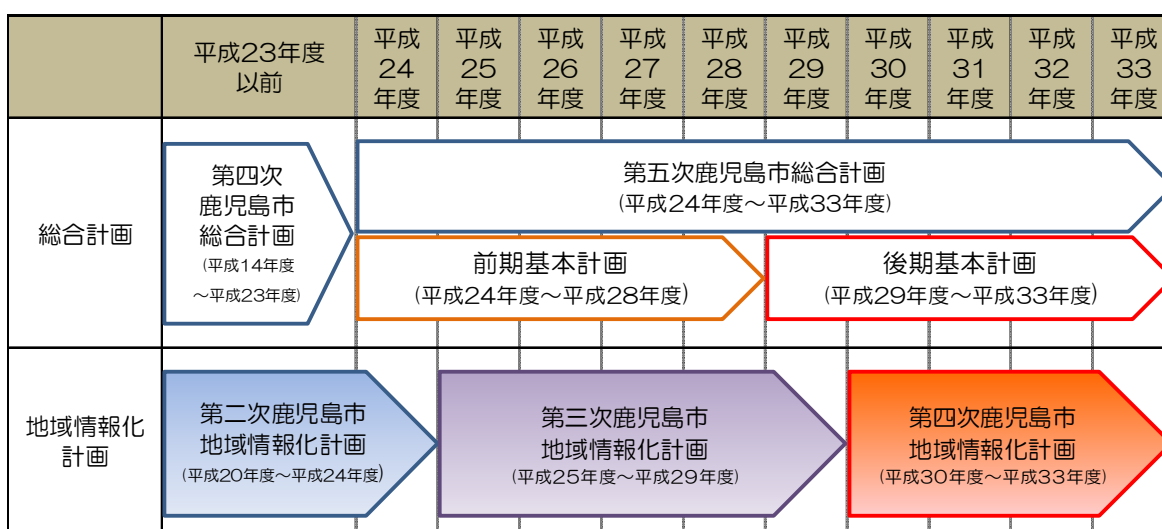 平成23年度
以前
平成
24
年度
平成
25
年度
平成
26
年度
平成
27
年度
平成
28
年度
平成
29
年度
平成
30
年度
平成
31
年度
平成
32
年度
平成
33
年度
総合計画
第四次
鹿児島市
総合計画
(平成14年度
～平成23年度)
第五次鹿児島市総合計画
(平成24年度～平成33年度)
前期基本計画
(平成24年度～平成28年度)
後期基本計画
(平成29年度～平成33年度)
地域情報化
計画
第二次鹿児島市
地域情報化計画
(平成20年度～平成24年度)
第三次鹿児島市
地域情報化計画
(平成25年度～平成29年度)
第四次鹿児島市
地域情報化計画
(平成30年度～平成33年度)